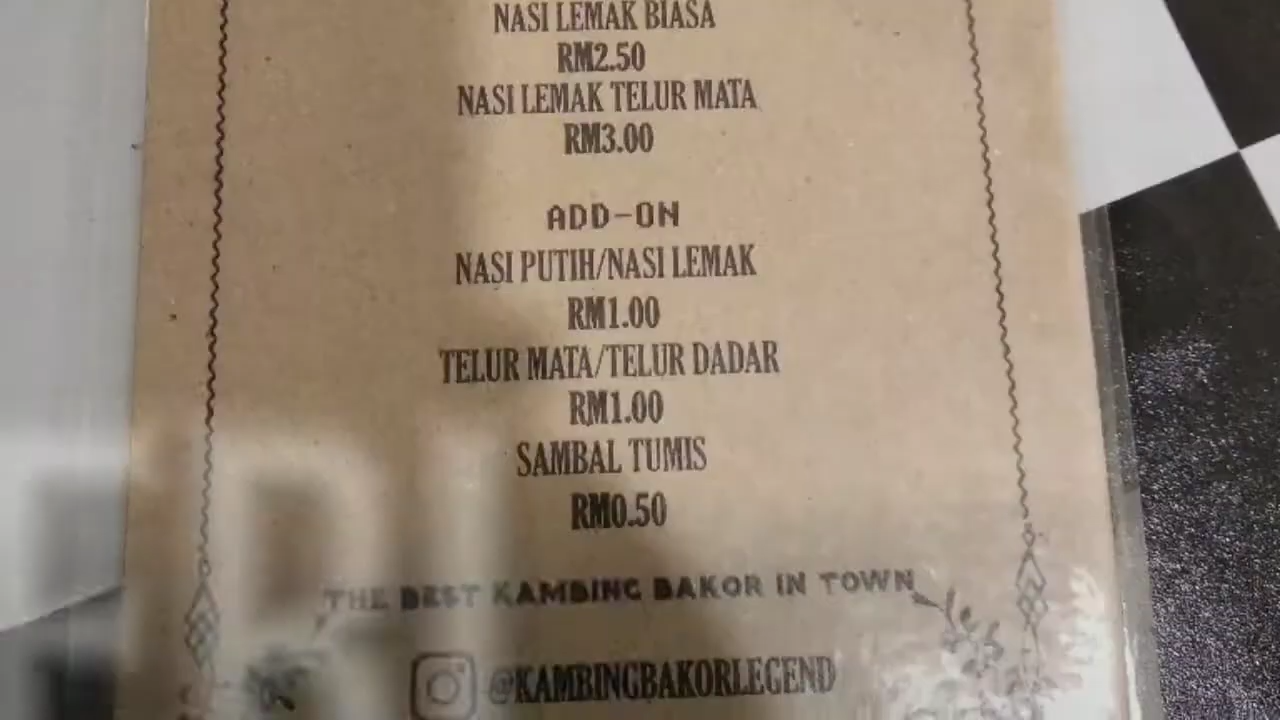 NASI LEMAK BIASA
RM2.50
NASI LEMAK TELUR MATA
RM3.00
ADD-ON
NASI PUTIH/NASI LEMAK
RM1.00
TELUR MATA/TELUR DADAR
RM1.00
SAMBAL TUMIS
RM0.50
THE BEST KAMBING BAKOR IN TOWN
@KAMBINGBAKORLEGEND